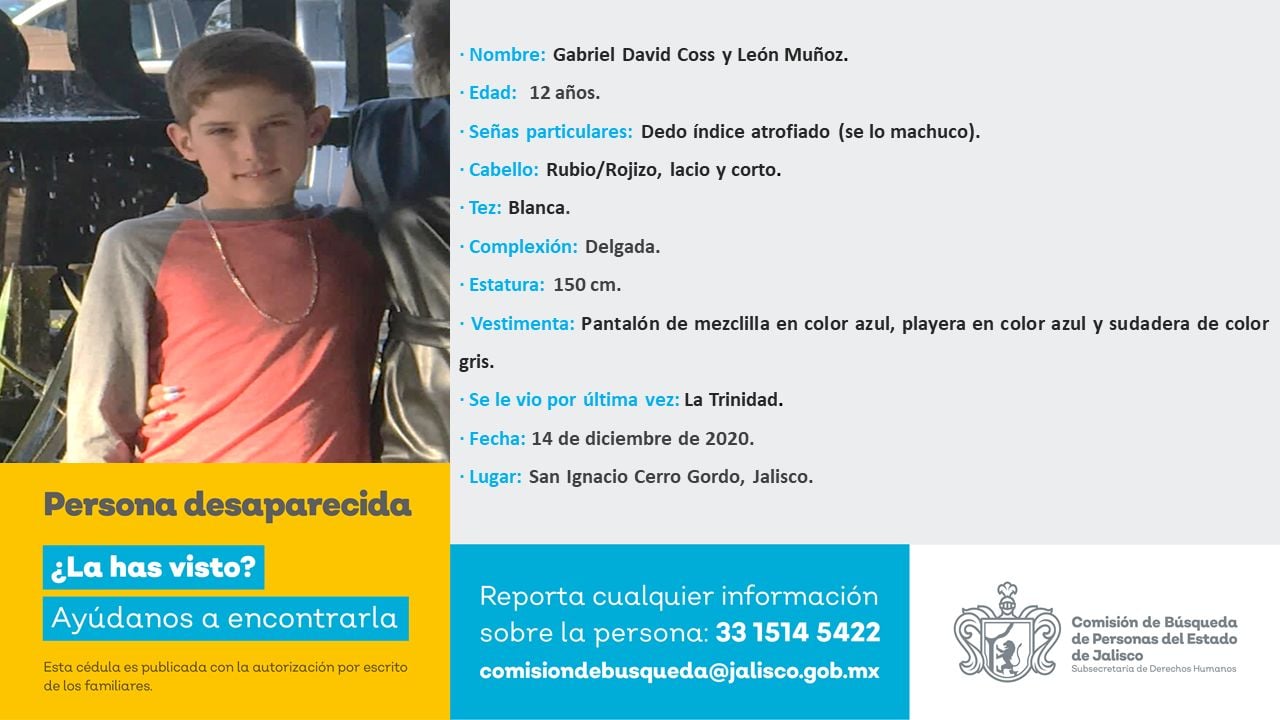 · Nombre: Gabriel David Coss y León Muñoz.
· Edad: 12 años.
· Señas particulares: Dedo índice atrofiado (se lo machuco).
· Cabello: Rubio/Rojizo, lacio y corto.
· Tez: Blanca.
· Complexión: Delgada.
· Estatura: 150 cm.
· Vestimenta: Pantalón de mezclilla en color azul, playera en color azul y sudadera de color
gris.
· Se le vio por última vez: La Trinidad.
· Fecha: 14 de diciembre de 2020.
· Lugar: San Ignacio Cerro Gordo, Jalisco.
Persona desaparecida
¿La has visto?
Ayúdanos a encontrarla
Esta cédula es publicada con la autorización por escrito
de los familiares.
Reporta cualquier información
sobre la persona: 33 1514 5422
comisiondebusqueda@jalisco.gob.mx
Comisión de Búsqueda
de Personas del Estado
de Jalisco
Subsecretaría de Derechos Humanos